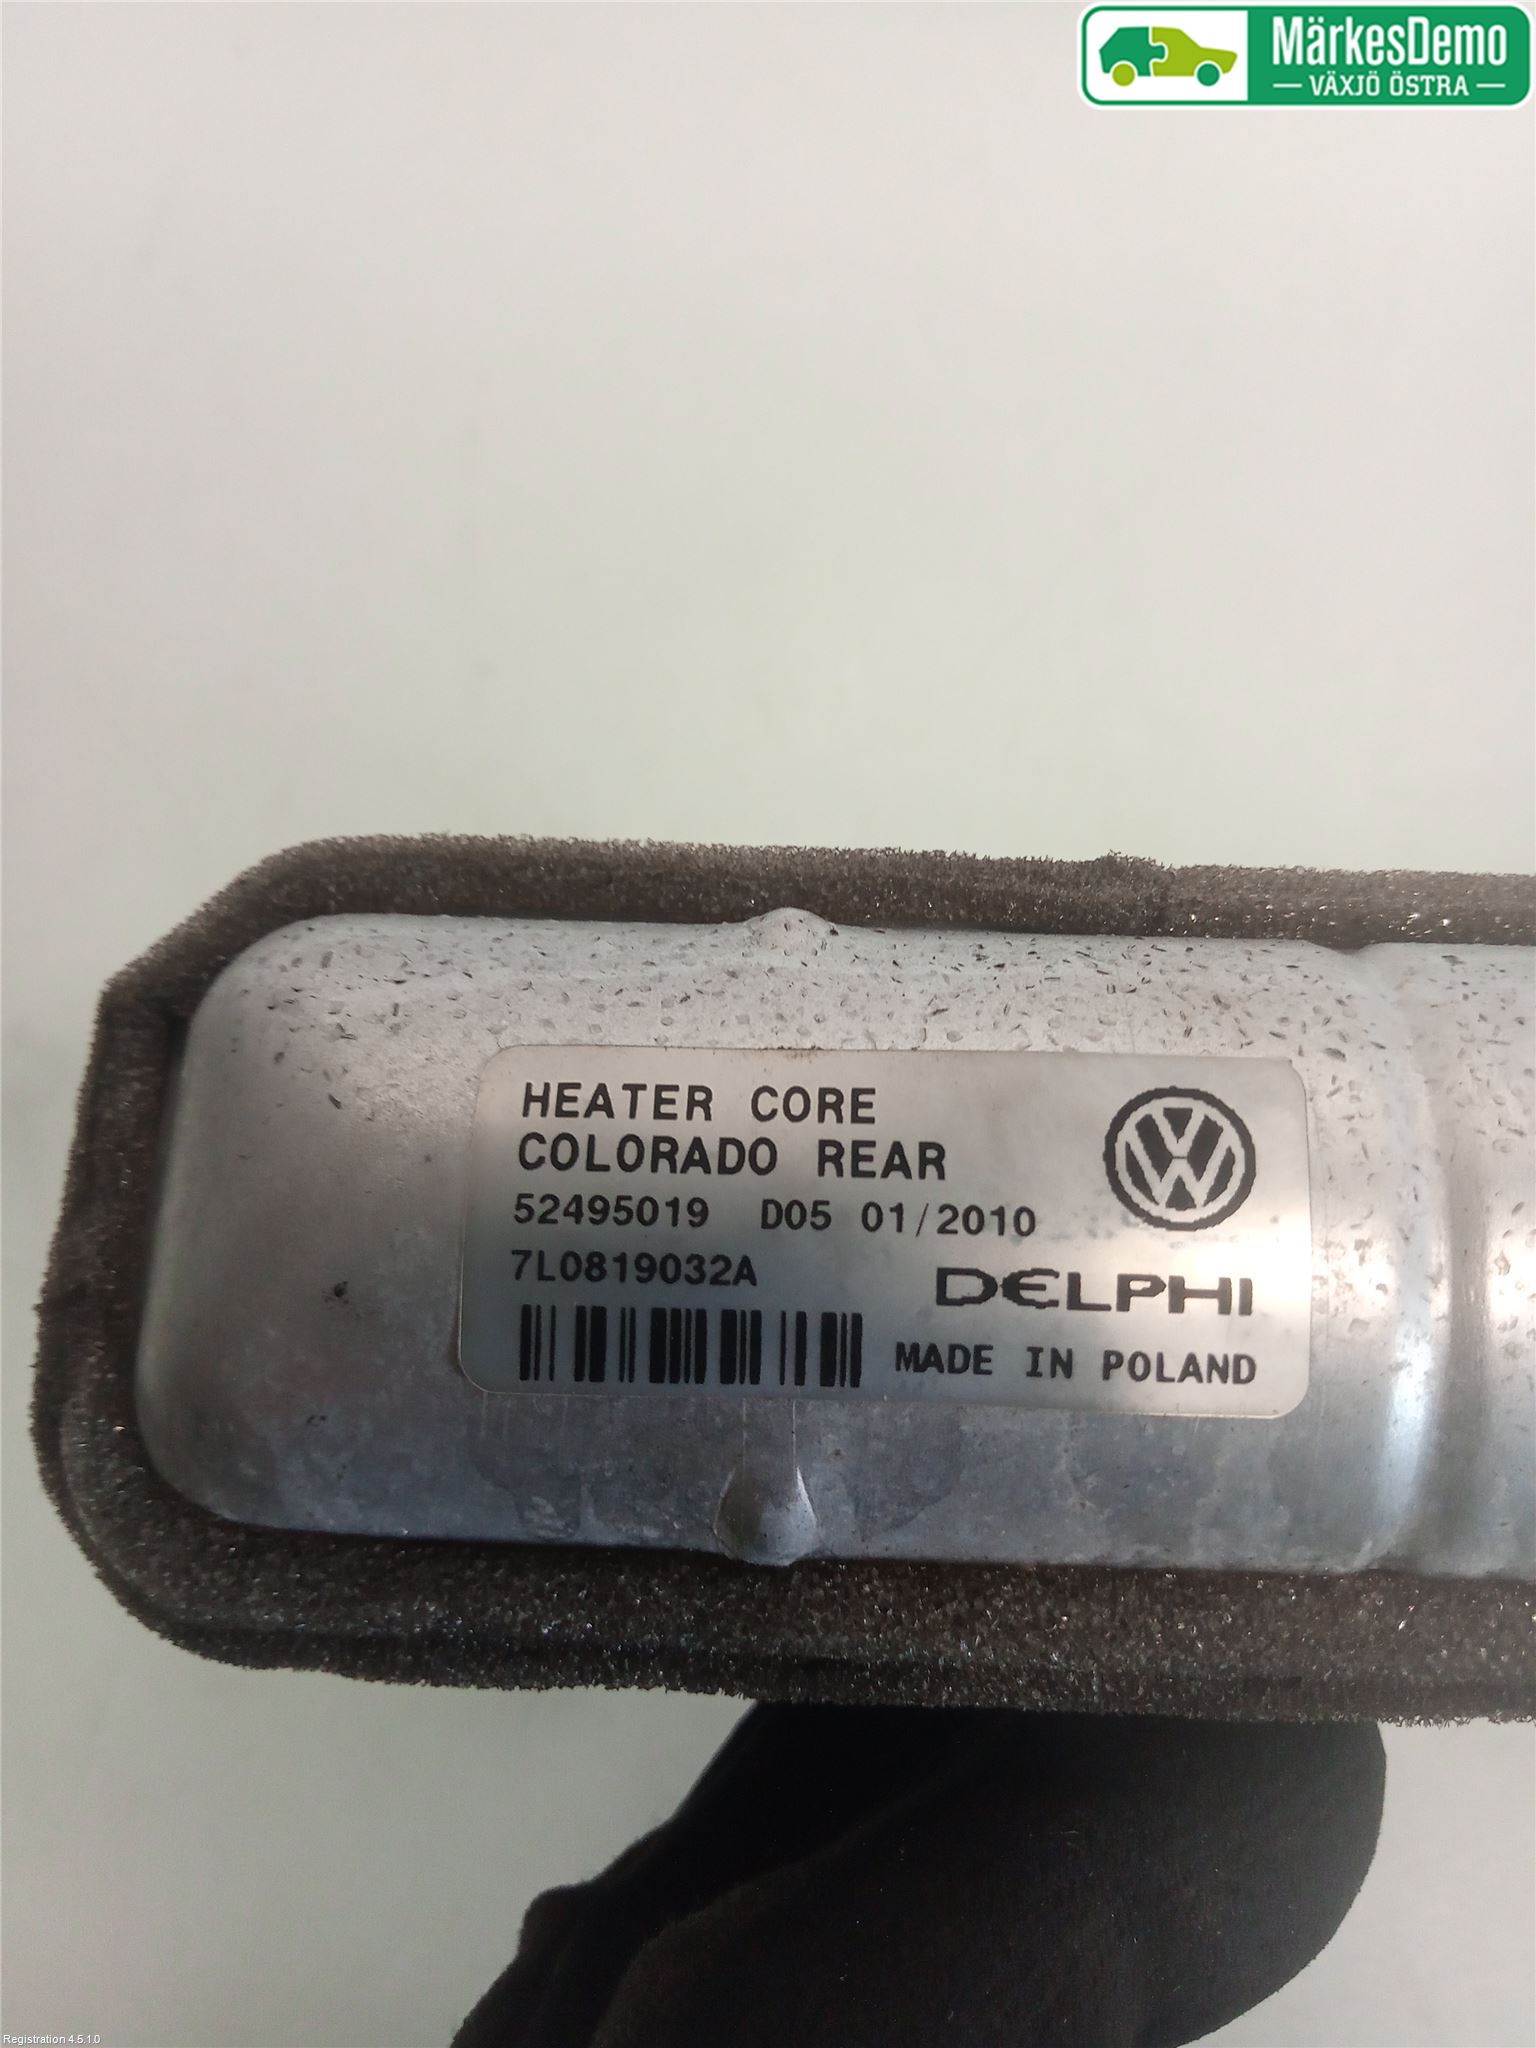 MärkesDemo
VÄXJÖ ÖSTRA
HEATER CORE
COLORADO REAR
52495019 D05 01/2010
7L0819032A
DELPHI
MADE IN POLAND
Registration 4.5.1.0